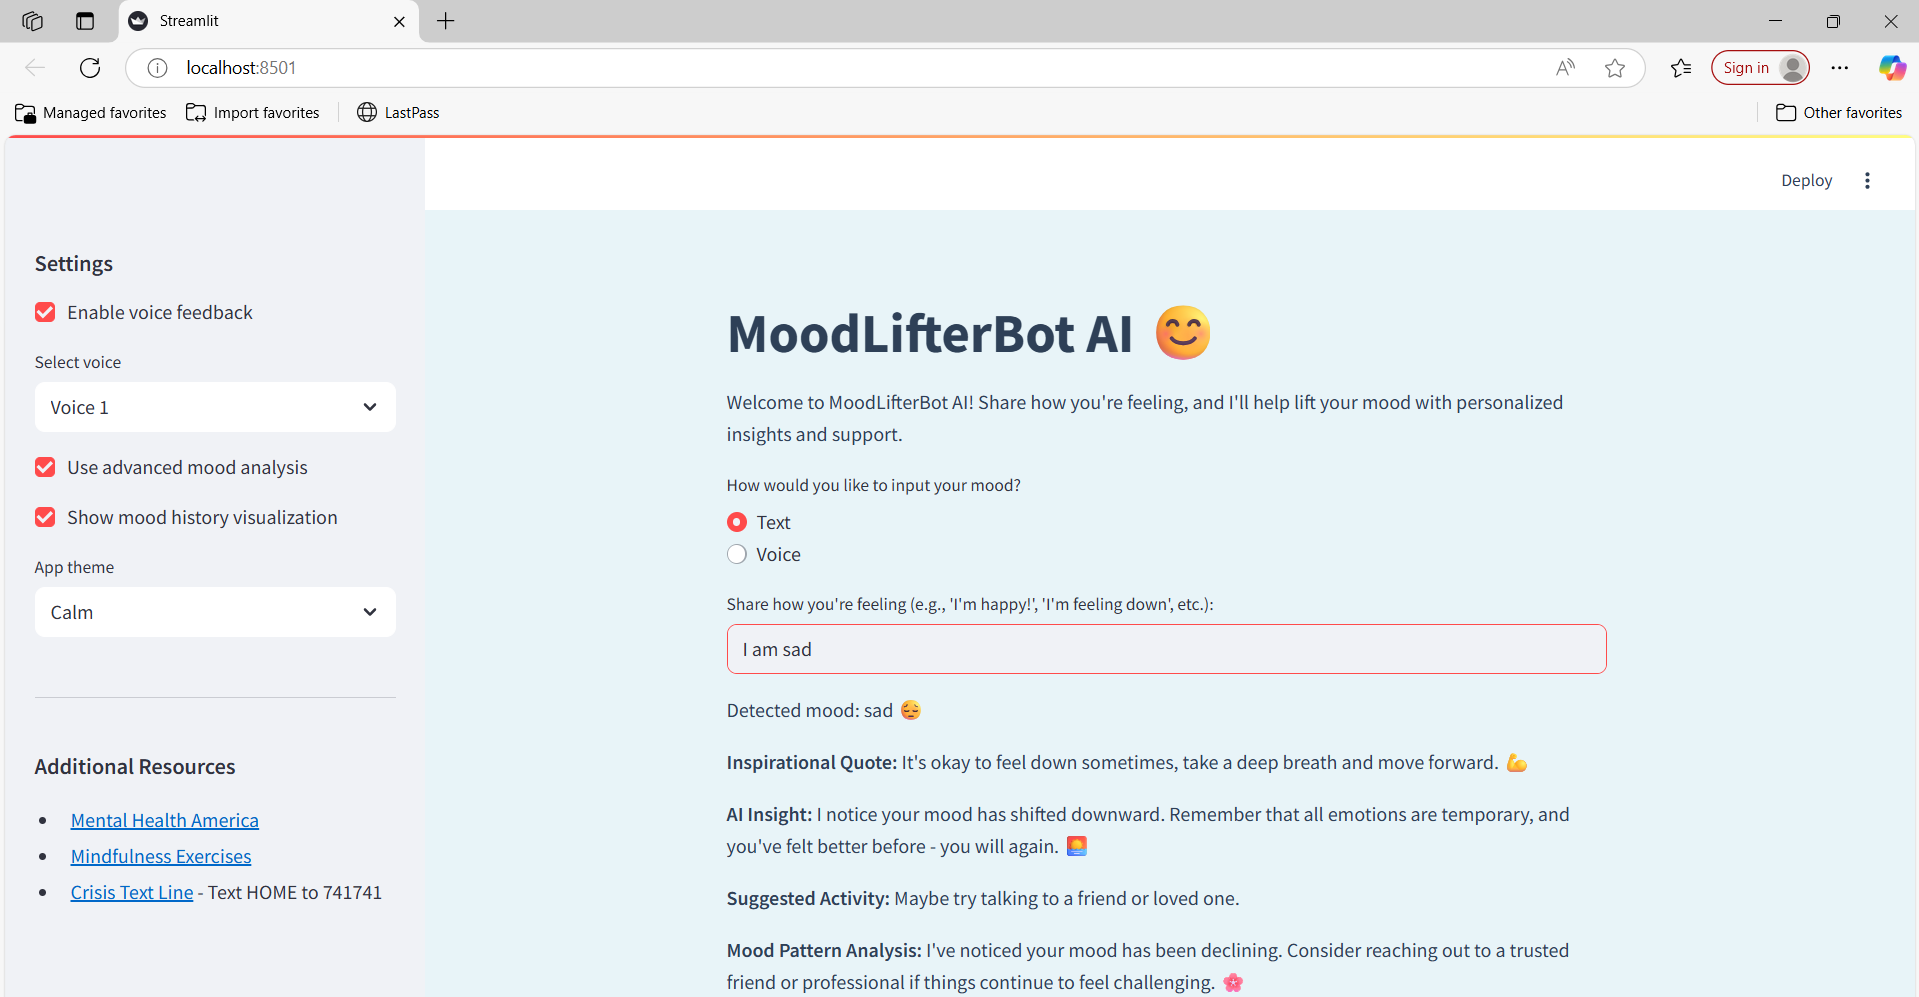 Streamlit
localhost:8501
Sign in
Managed favorites
Import favorites
LastPass
Other favorites
Deploy
Settings
Enable voice feedback
Select voice
Voice 1
Use advanced mood analysis
Show mood history visualization
App theme
Calm
Additional Resources
Mental Health America
Mindfulness Exercises
Crisis Text Line - Text HOME to 741741
MoodLifterBot AI 😊
Welcome to MoodLifterBot AI! Share how you're feeling, and I'll help lift your mood with personalized
insights and support.
How would you like to input your mood?
Text
Voice
Share how you're feeling (e.g., 'I'm happy!', 'I'm feeling down', etc.):
I am sad
Detected mood: sad 😔
Inspirational Quote: It's okay to feel down sometimes, take a deep breath and move forward. 💪
AI Insight: I notice your mood has shifted downward. Remember that all emotions are temporary, and
you've felt better before - you will again. 🌅
Suggested Activity: Maybe try talking to a friend or loved one.
Mood Pattern Analysis: I've noticed your mood has been declining. Consider reaching out to a trusted
friend or professional if things continue to feel challenging. 🌸